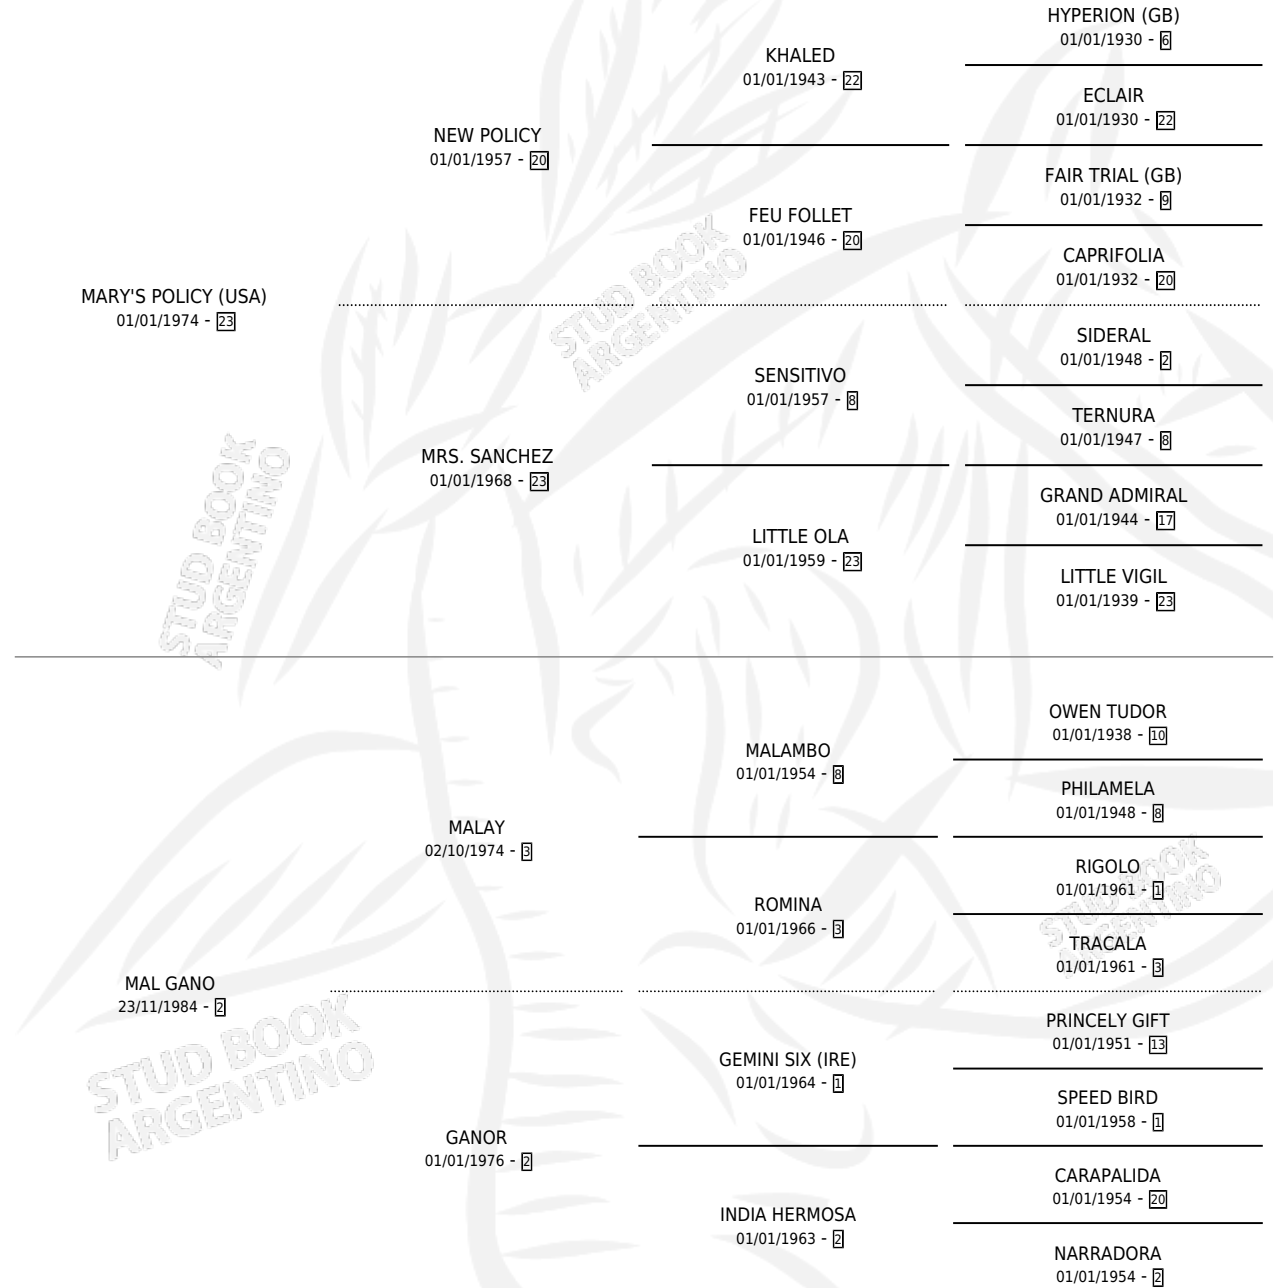 HYPERION (GB)
01/01/1930 - 6
KHALED
01/01/1943 - 22
ECLAIR
01/01/1930 - 22
NEW POLICY
01/01/1957 - 20
FAIR TRIAL (GB)
01/01/1932 - 9
FEU FOLLET
01/01/1946 - 20
CAPRIFOLIA
01/01/1932 - 20
MARY'S POLICY (USA)
01/01/1974 - 23
SIDERAL
01/01/1948 - 2
SENSITIVO
01/01/1957 - 8
TERNURA
01/01/1947 - 8
MRS. SANCHEZ
01/01/1968 - 23
GRAND ADMIRAL
01/01/1944 - 17
LITTLE OLA
01/01/1959 - 23
LITTLE VIGIL
01/01/1939 - 23
STUD BOOK
ARGENTINO
STUD BOOK
ARGENTINO
OWEN TUDOR
01/01/1938 - 10
MALAMBO
01/01/1954 - 8
PHILAMELA
01/01/1948 - 8
MALAY
02/10/1974 - 3
RIGOLO
01/01/1961 - 1
ROMINA
01/01/1966 - 3
TRACALA
01/01/1961 - 3
MAL GANO
23/11/1984 - 2
PRINCELY GIFT
01/01/1951 - 13
GEMINI SIX (IRE)
01/01/1964 - 1
SPEED BIRD
01/01/1958 - 1
GANOR
01/01/1976 - 2
CARAPALIDA
01/01/1954 - 20
INDIA HERMOSA
01/01/1963 - 2
NARRADORA
01/01/1954 - 2
STUD BOOK
ARGENTINO
STUD BOOK
ARGENTINO